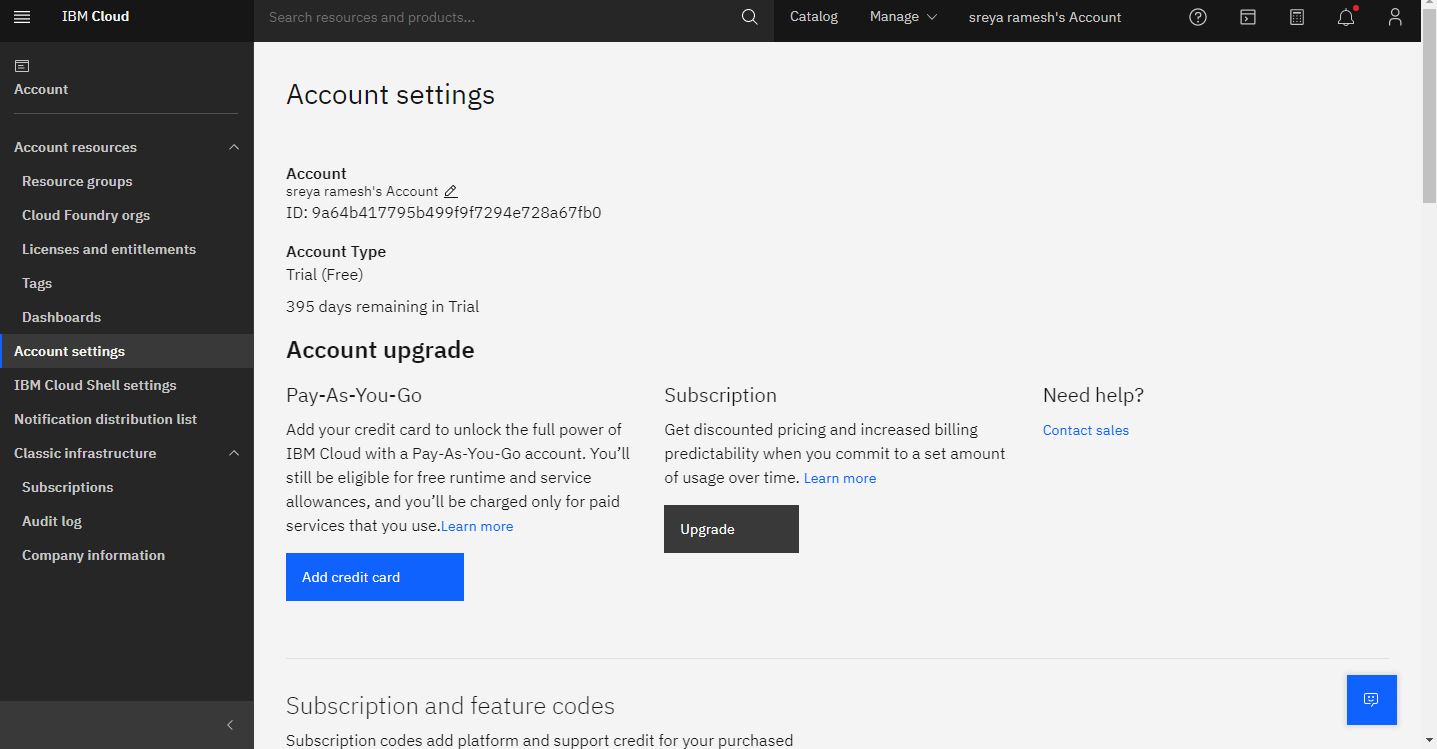 IBM Cloud
Search resources and products...
Catalog
Manage
sreya ramesh's Account
Account
Account resources
Resource groups
Cloud Foundry orgs
Licenses and entitlements
Tags
Dashboards
Account settings
IBM Cloud Shell settings
Notification distribution list
Classic infrastructure
Subscriptions
Audit log
Company information
Account settings
Account
sreya ramesh's Account
ID: 9a64b417795b499f9f7294e728a67fb0
Account Type
Trial (Free)
395 days remaining in Trial
Account upgrade
Pay-As-You-Go
Add your credit card to unlock the full power of
IBM Cloud with a Pay-As-You-Go account. You’ll
still be eligible for free runtime and service
allowances, and you’ll be charged only for paid
services that you use.Learn more
Add credit card
Subscription
Get discounted pricing and increased billing
predictability when you commit to a set amount
of usage over time. Learn more
Upgrade
Need help?
Contact sales
Subscription and feature codes
Subscription codes add platform and support credit for your purchased